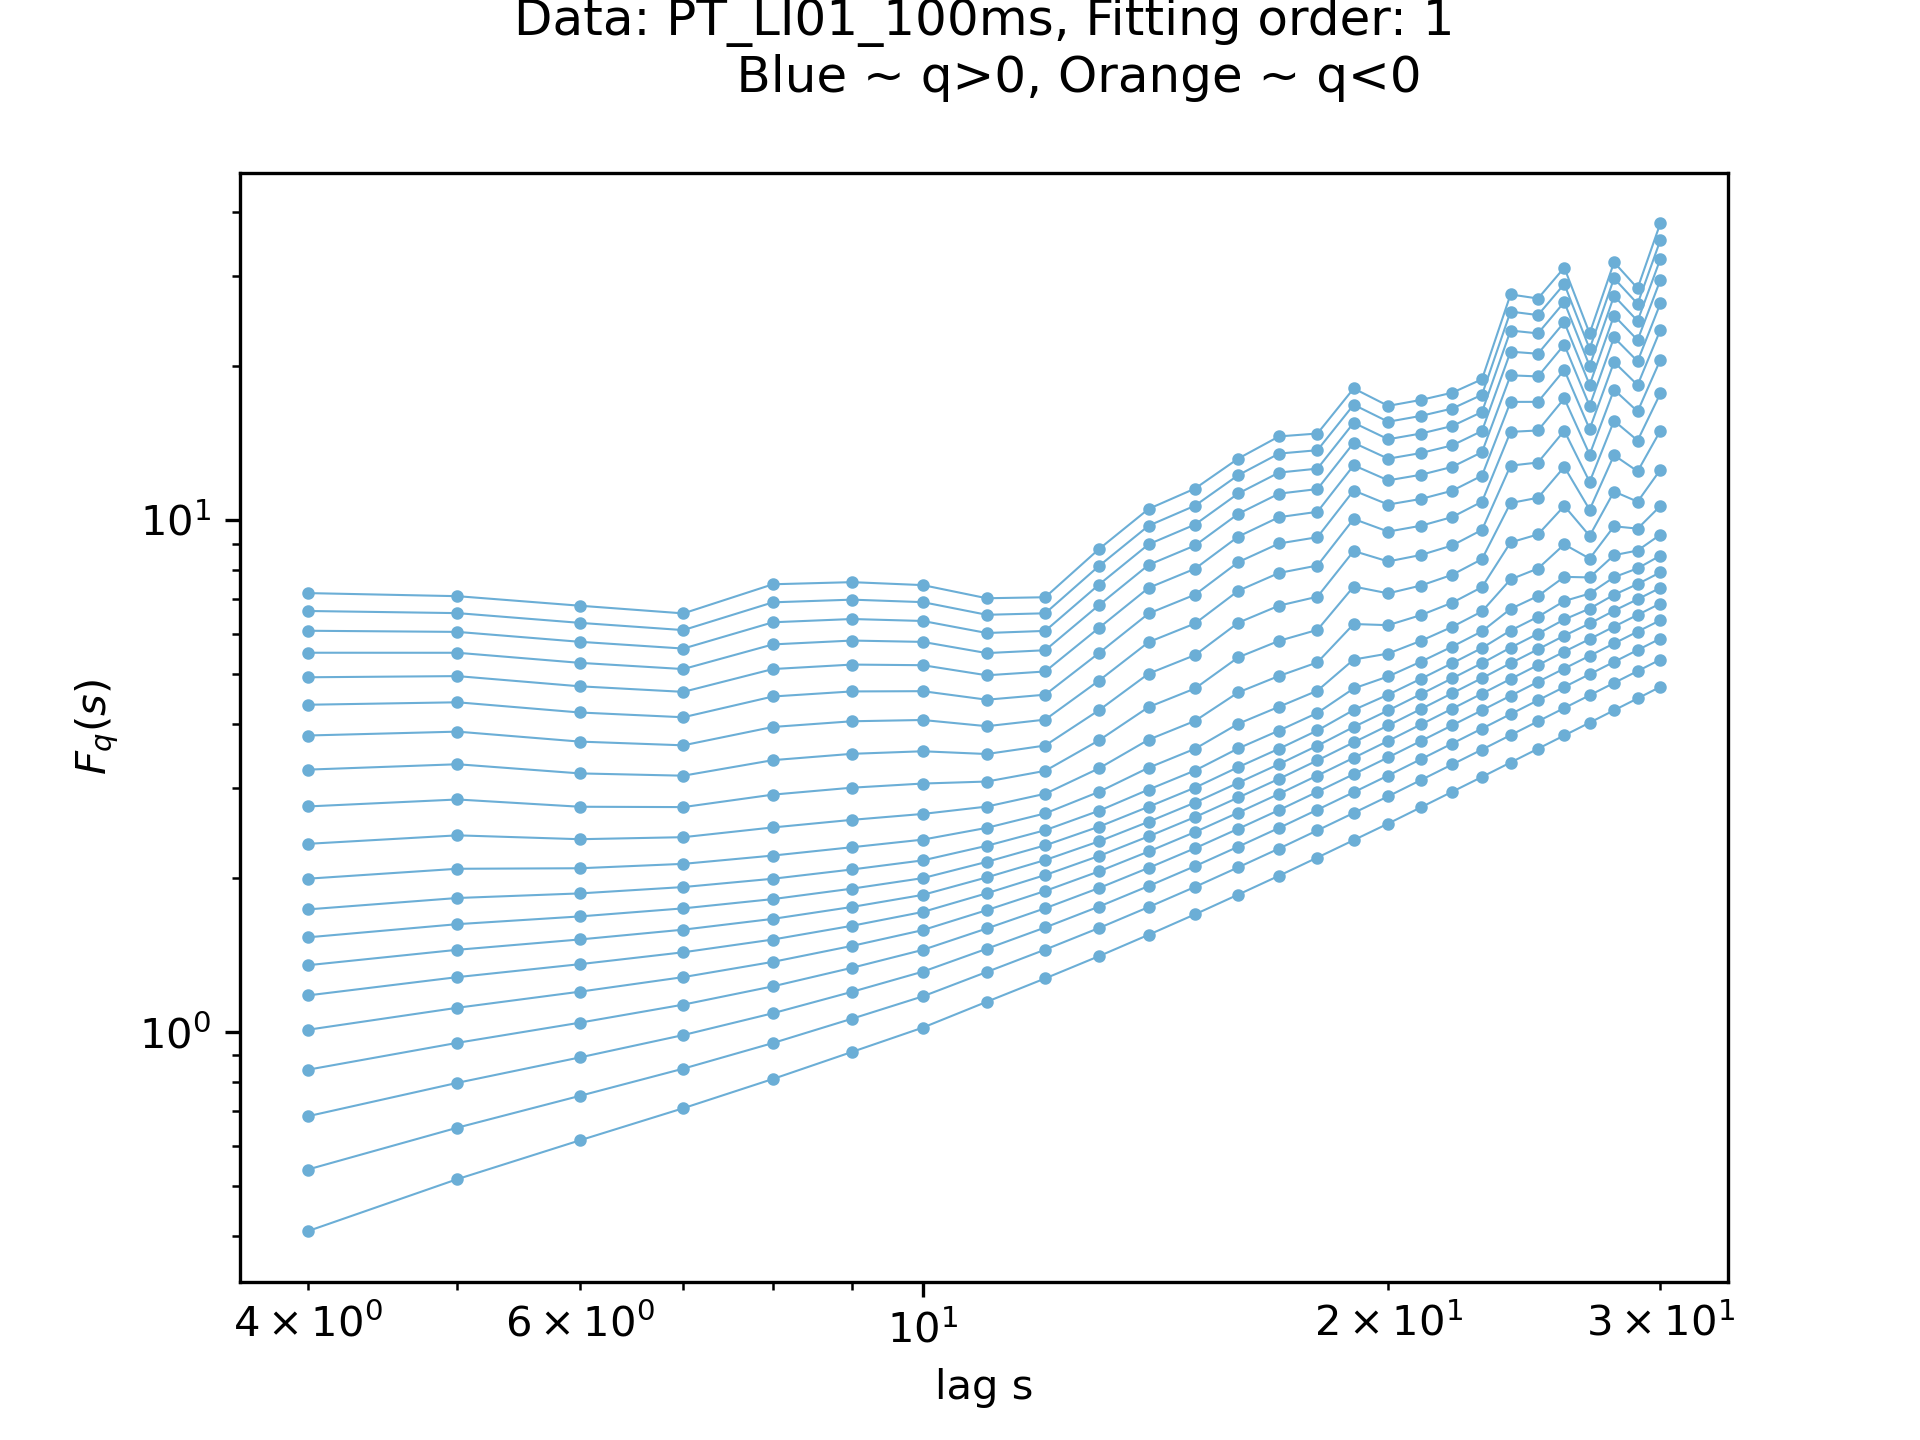 Data: PT_LI01_100ms, Fitting order: 1
Blue ~ q>0, Orange ~ q<0
10¹
10⁰
F_q(s)
4 × 10⁰ 6 × 10⁰ 10¹ 2 × 10¹ 3 × 10¹
lag s